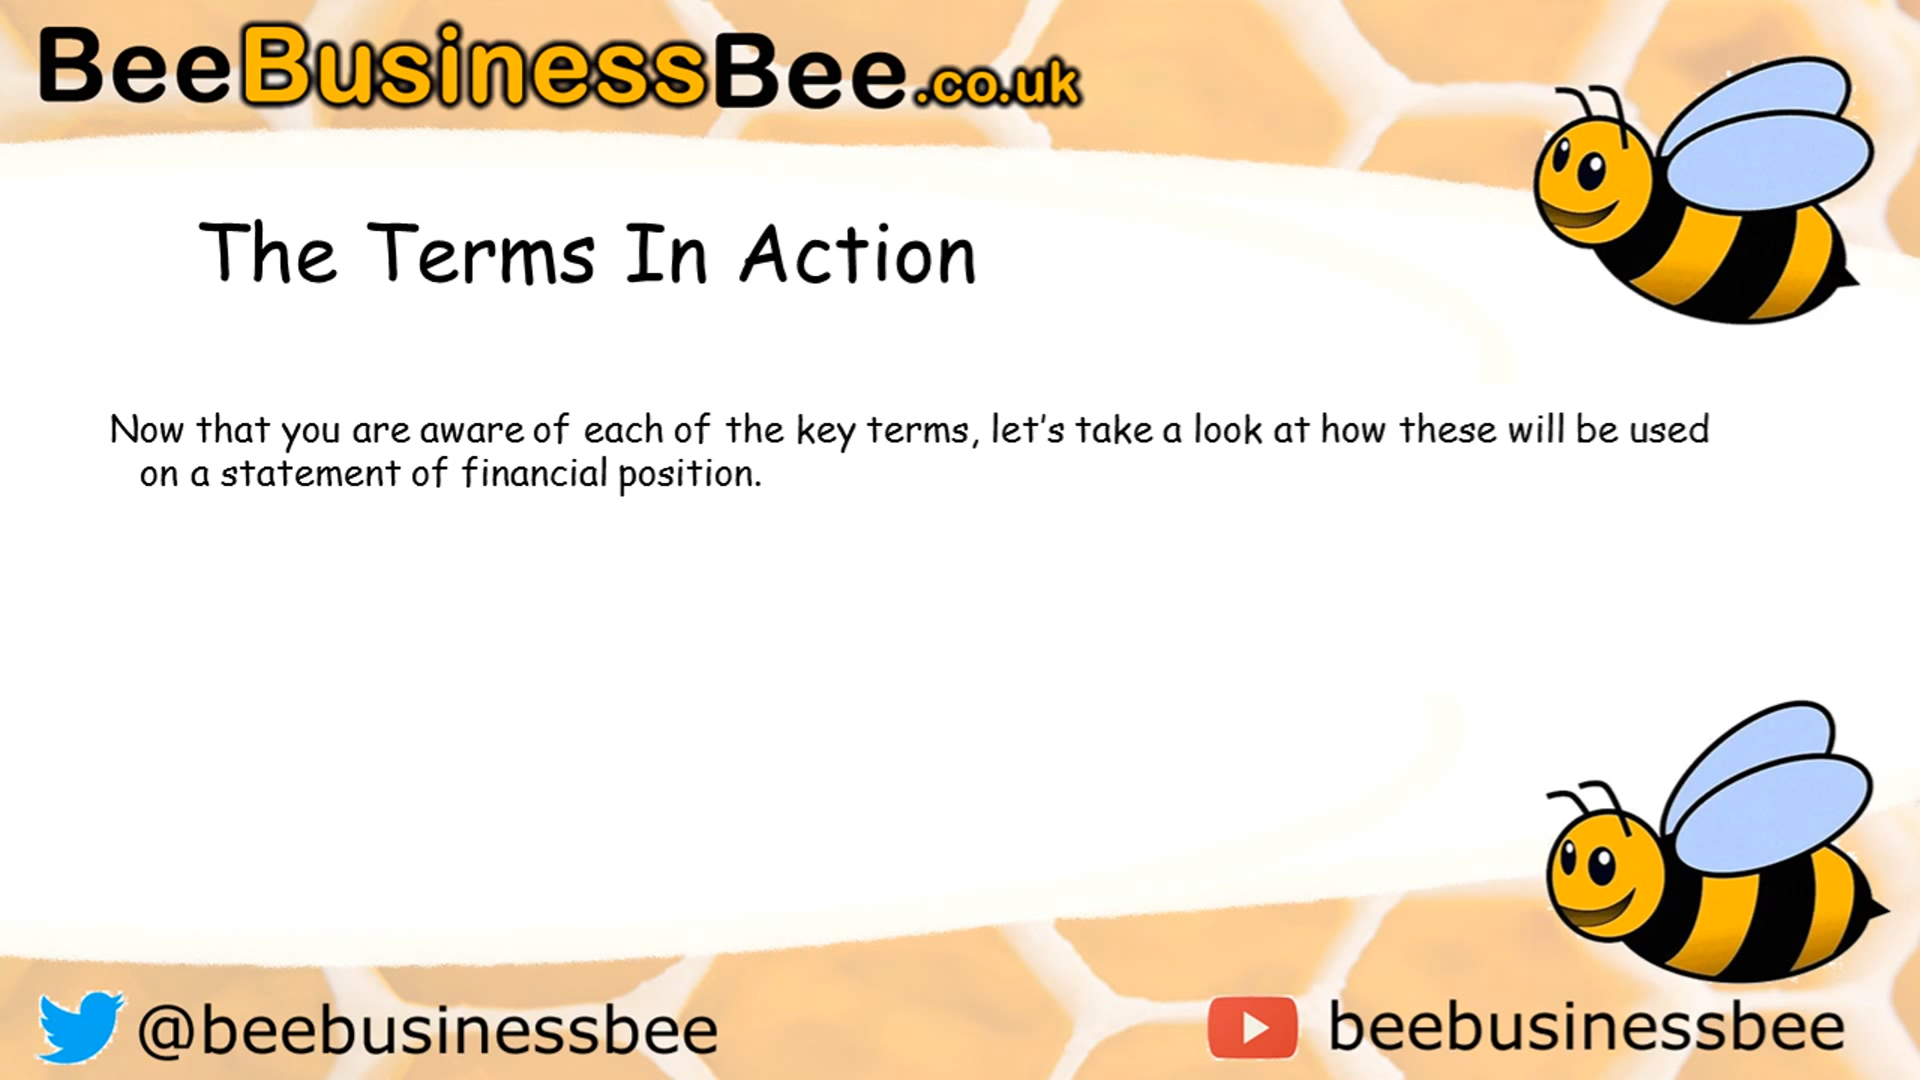 BeeBusinessBee.co.uk
The Terms In Action
Now that you are aware of each of the key terms, let's take a look at how these will be used
on a statement of financial position.
@beebusinessbee
beebusinessbee